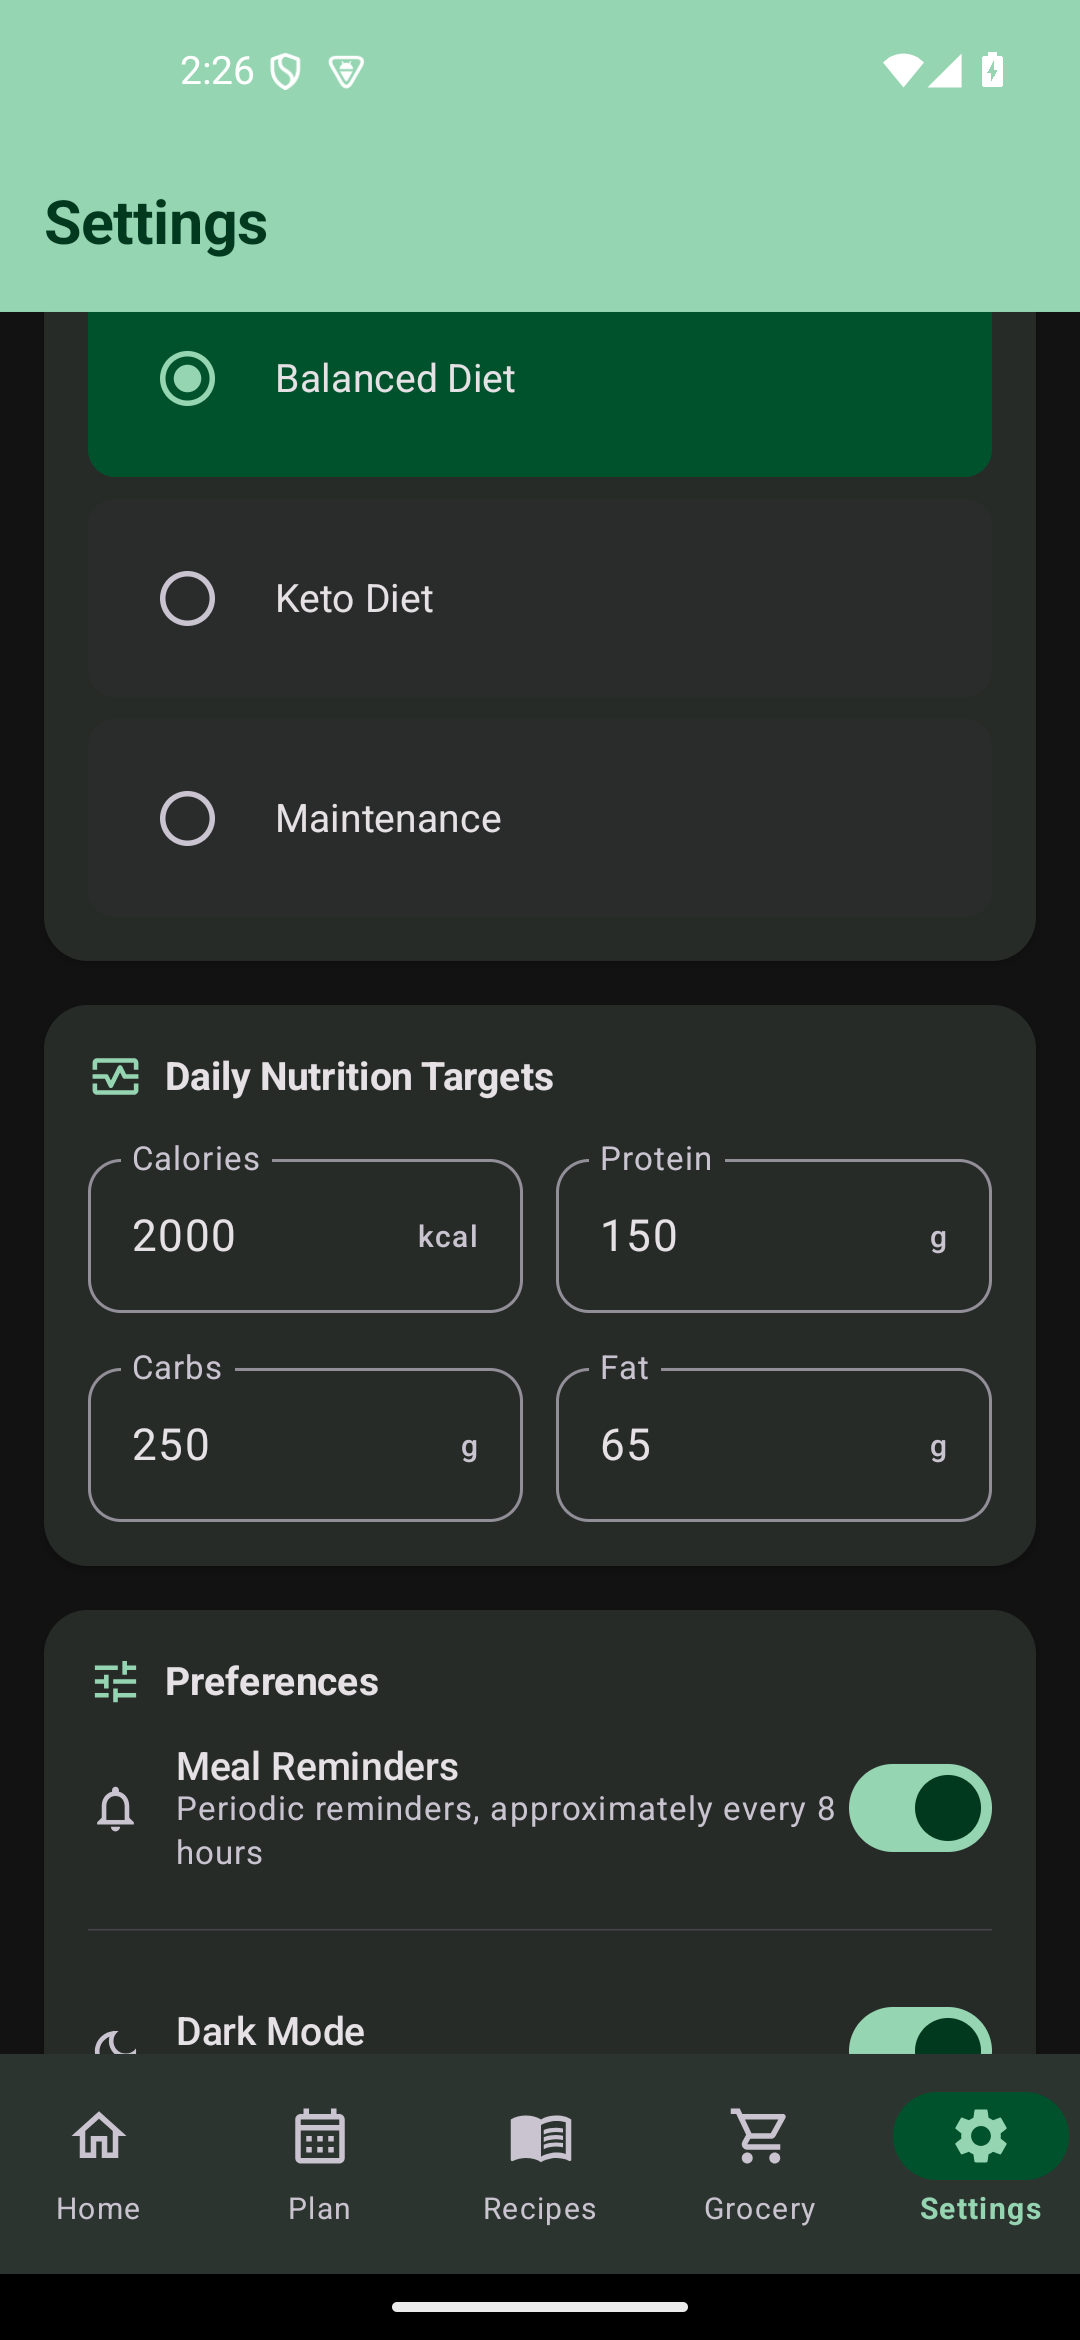 2:26
Settings
Balanced Diet
Keto Diet
Maintenance
Daily Nutrition Targets
Calories
2000 kcal
Protein
150 g
Carbs
250 g
Fat
65 g
Preferences
Meal Reminders
Periodic reminders, approximately every 8
hours
Dark Mode
Home
Plan
Recipes
Grocery
Settings